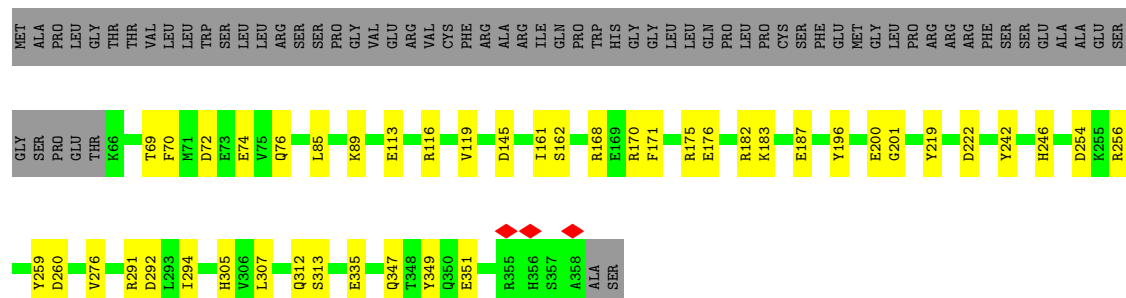 MET ALA PRO LEU GLY THR THR VAL LEU LEU TRP SER LEU LEU ARG SER SER PRO GLY VAL GLU ARG VAL CYS PHE ARG ALA ARG ILE GLN PRO TRP HIS GLY GLY LEU LEU GLN PRO LEU PRO CYS SER PHE GLU MET GLY LEU PRO ARG ARG ARG PHE SER SER GLU ALA ALA GLU SER
GLY SER PRO GLU THR K66 T69 F70 M71 D72 E73 E74 V75 Q76 L85 K89 E113 R116 V119 D145 I161 S162 R168 E169 R170 F171 R175 E176 R182 K183 E187 Y196 E200 G201 Y219 D222 Y242 H246 D254 K255 R256
Y259 D260 V276 R291 D292 L293 I294 H305 V306 L307 Q312 S313 E335 Q347 T348 Y349 Q350 E351 R355 H356 S357 A358 ALA SER